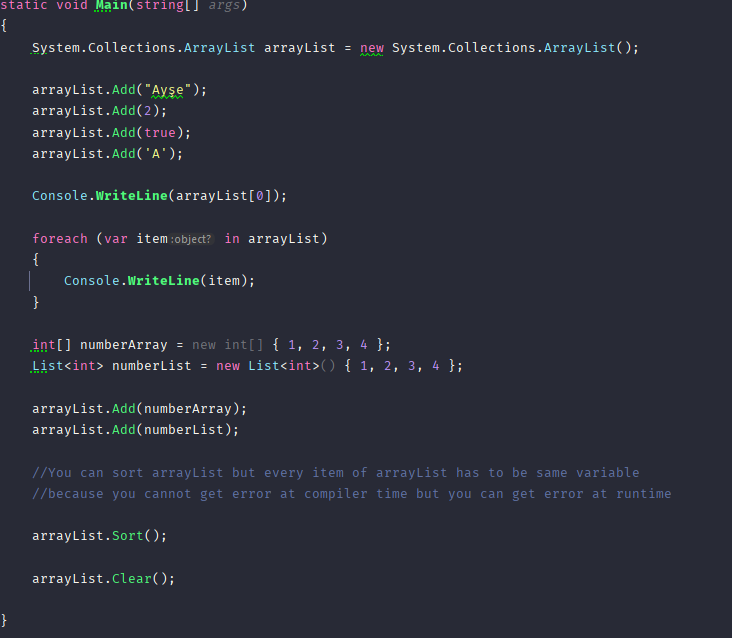 static void Main(string[] args)
{
    System.Collections.ArrayList arrayList = new System.Collections.ArrayList();

    arrayList.Add("Ayşe");
    arrayList.Add(2);
    arrayList.Add(true);
    arrayList.Add('A');

    Console.WriteLine(arrayList[0]);

    foreach (var item:object? in arrayList)
    {
        Console.WriteLine(item);
    }

    int[] numberArray = new int[] { 1, 2, 3, 4 };
    List<int> numberList = new List<int>() { 1, 2, 3, 4 };

    arrayList.Add(numberArray);
    arrayList.Add(numberList);

    //You can sort arrayList but every item of arrayList has to be same variable
    //because you cannot get error at compiler time but you can get error at runtime

    arrayList.Sort();

    arrayList.Clear();

}